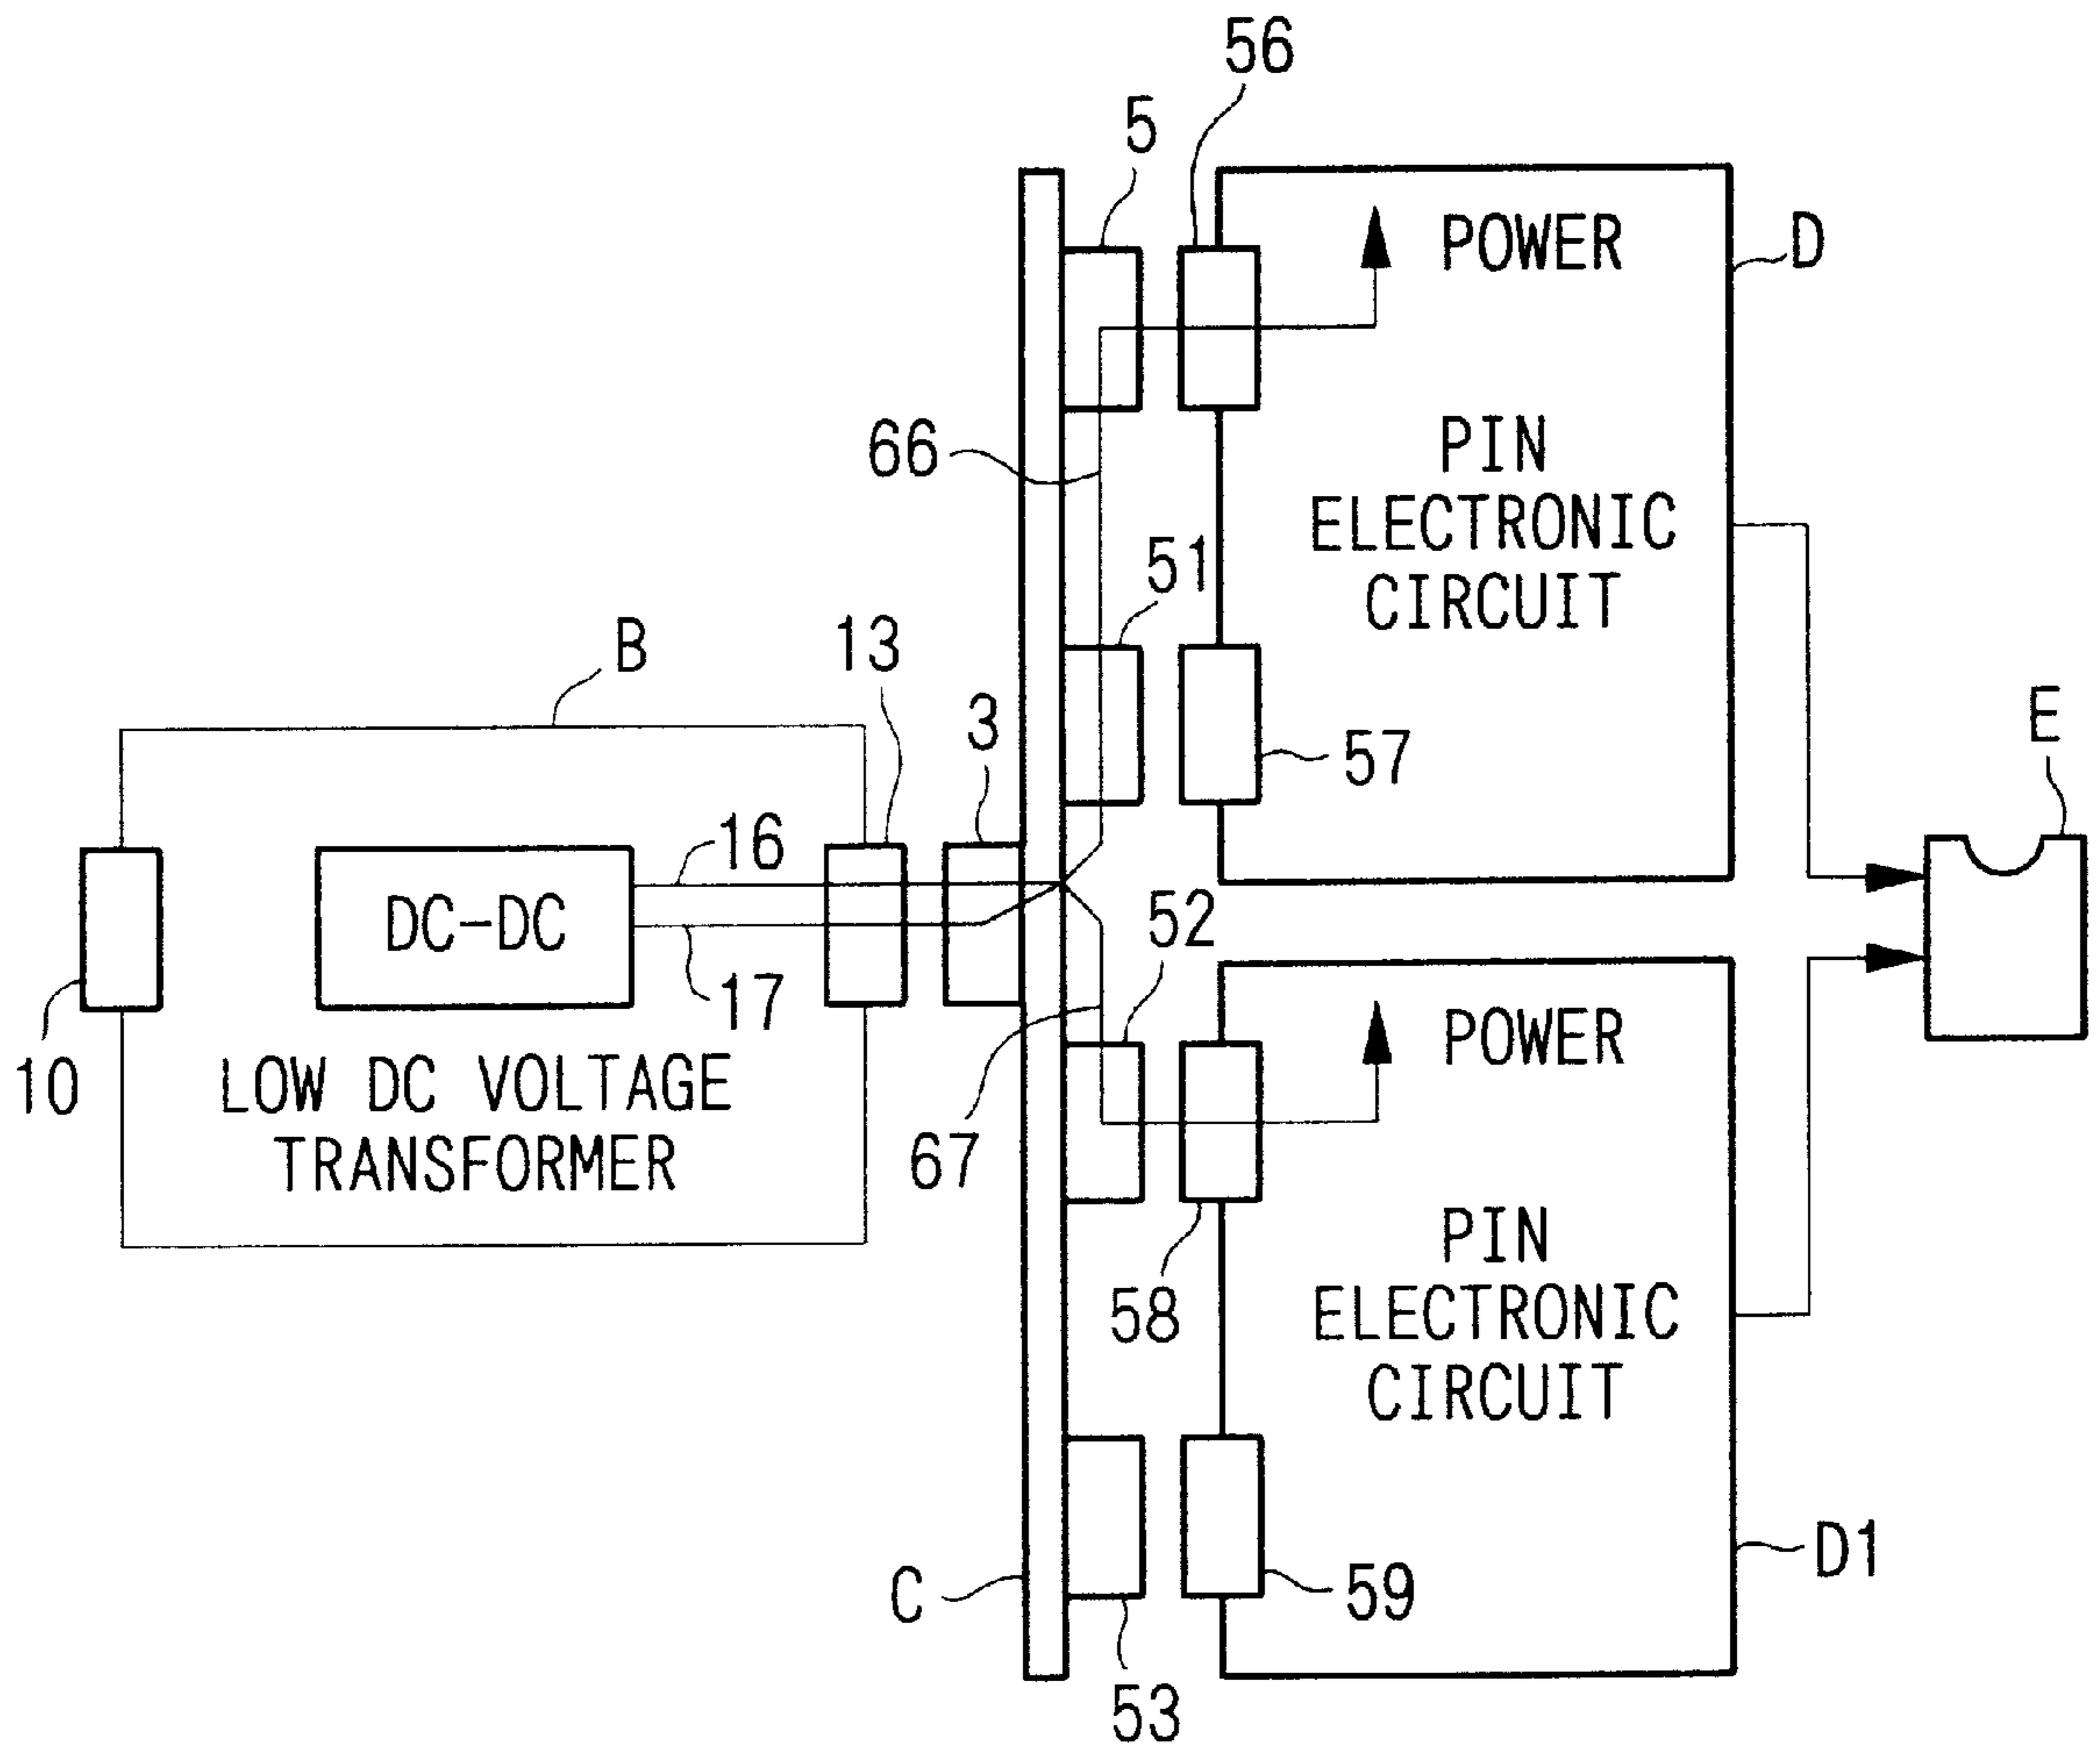 56
5
POWER
D
66
PIN
ELECTRONIC
CIRCUIT
51
B
13
3
57
E
16
DC-DC
52
17
10
LOW DC VOLTAGE
TRANSFORMER
67
POWER
58
PIN
ELECTRONIC
CIRCUIT
C
59
D1
53